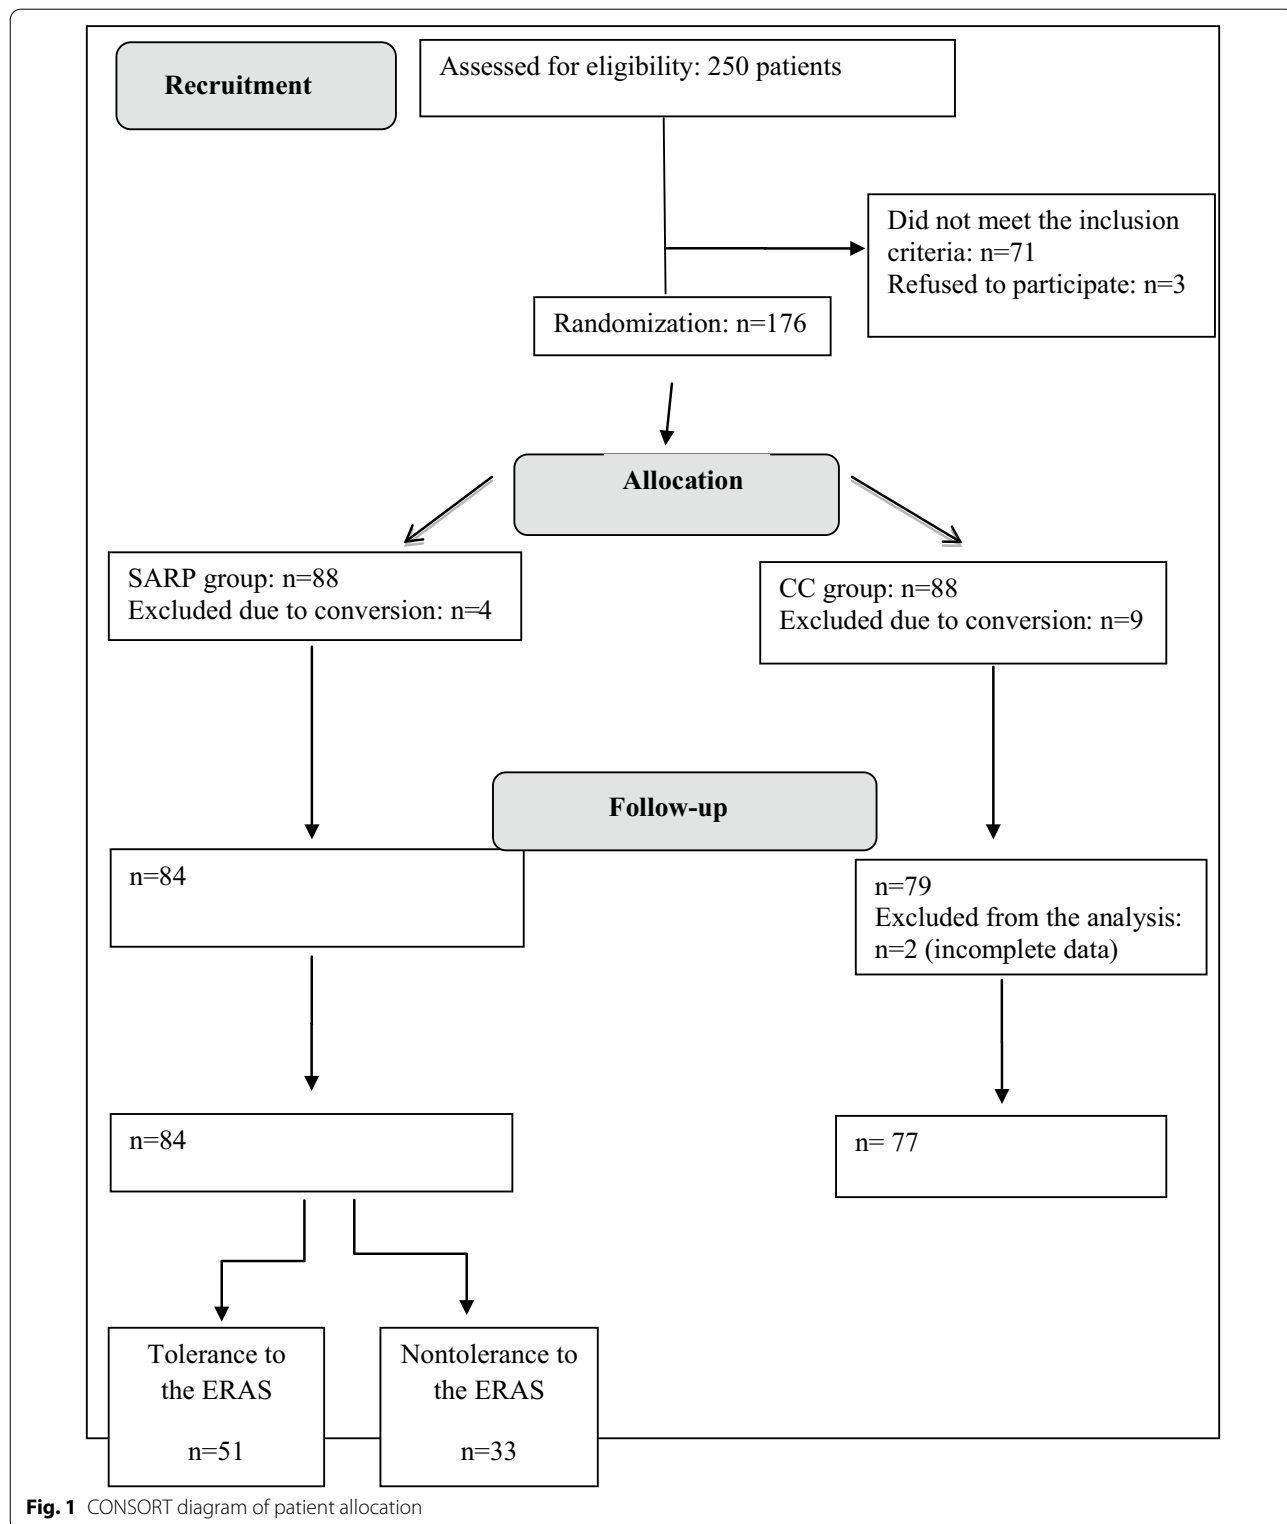 Recruitment
Assessed for eligibility: 250 patients
Did not meet the inclusion
criteria: n=71
Refused to participate: n=3
Randomization: n=176
Allocation
SARP group: n=88
Excluded due to conversion: n=4
CC group: n=88
Excluded due to conversion: n=9
Follow-up
n=84
n=79
Excluded from the analysis:
n=2 (incomplete data)
n=84
n= 77
Tolerance to
the ERAS
n=51
Nontolerance to
the ERAS
n=33
Fig. 1 CONSORT diagram of patient allocation